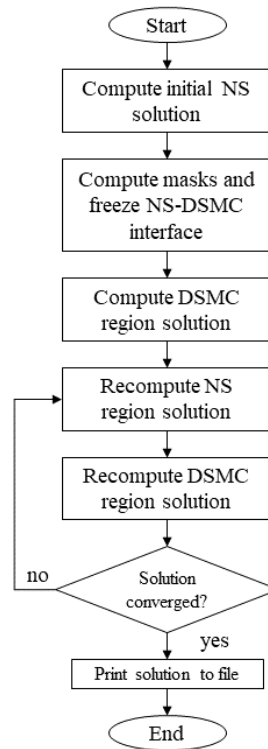 Start
Compute initial NS
solution
Compute masks and
freeze NS-DSMC
interface
Compute DSMC
region solution
Recompute NS
region solution
Recompute DSMC
region solution
no
Solution
converged?
yes
Print solution to file
End